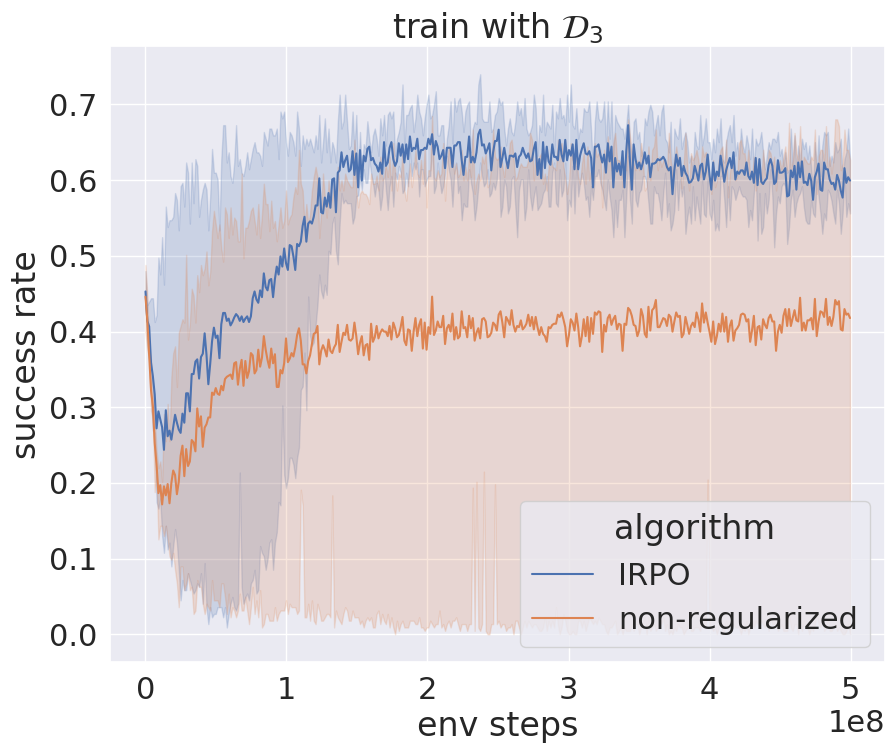 train with 𝒟₃
success rate
0.7
0.6
0.5
0.4
0.3
0.2
0.1
0.0
algorithm
IRPO
non-regularized
0 1 2 3 4 5
1e8
env steps